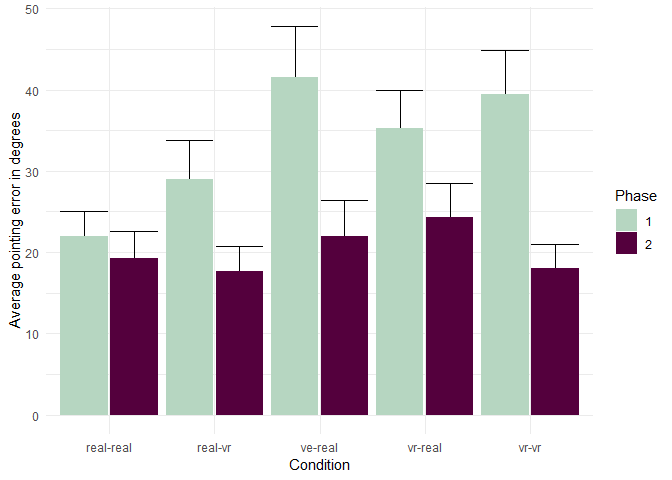 50
40
30
20
10
0
Average pointing error in degrees
real-real real-vr ve-real vr-real vr-vr
Condition
Phase
1
2